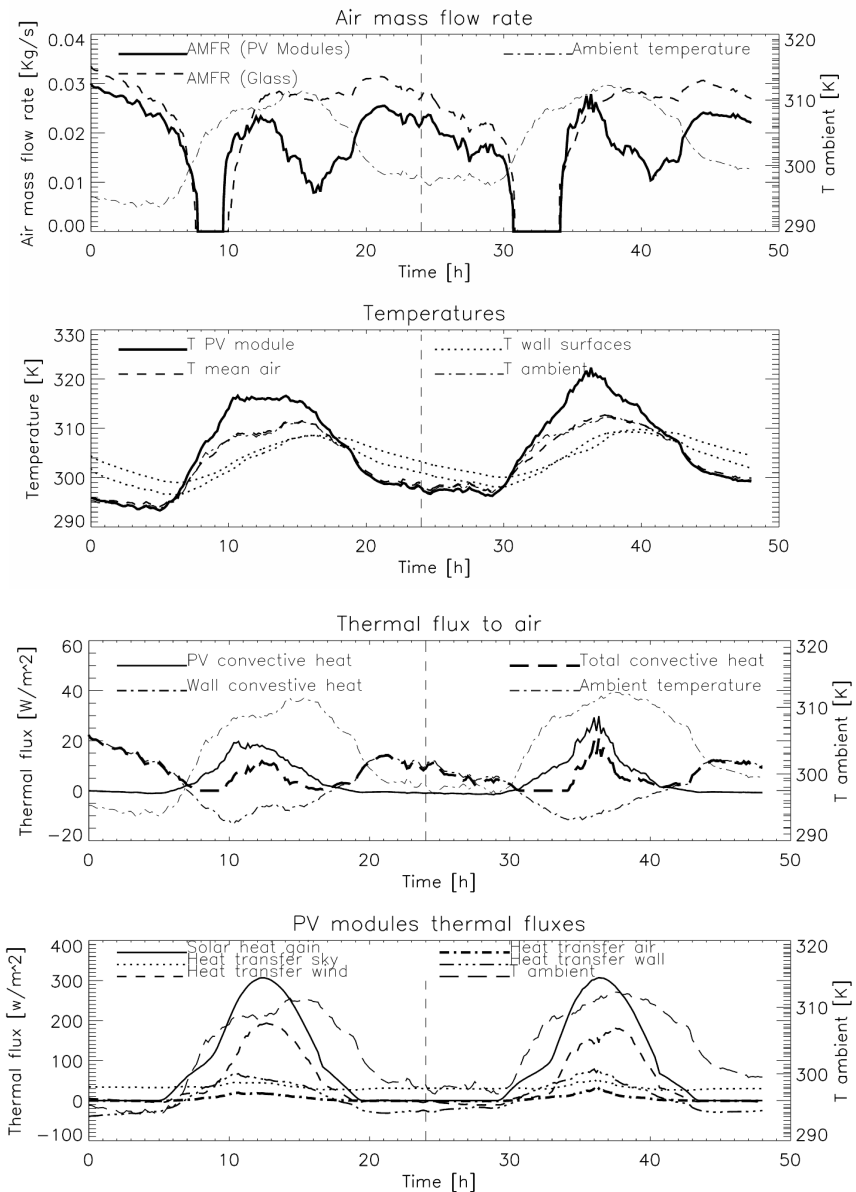 Air mass flow rate
Air mass flow rate [Kg/s]
0.04
0.03
0.02
0.01
0.00
AMFR (PV Modules)
AMFR (Glass)
Ambient temperature
320
310
300
290
T ambient [K]
0 10 20 30 40 50
Time [h]
Temperatures
Temperature [K]
330
320
310
300
290
T PV module
T mean air
T wall surfaces
T ambient
0 10 20 30 40 50
Time [h]
Thermal flux to air
Thermal flux [W/m^2]
60
40
20
0
-20
PV convective heat
Wall convestive heat
Total convective heat
Ambient temperature
320
310
300
290
T ambient [K]
0 10 20 30 40 50
Time [h]
PV modules thermal fluxes
Thermal flux [w/m^2]
400
300
200
100
0
-100
Solar heat gain
Heat transfer sky
Heat transfer wind
Heat transfer air
Heat transfer wall
T ambient
320
310
300
290
T ambient [K]
0 10 20 30 40 50
Time [h]